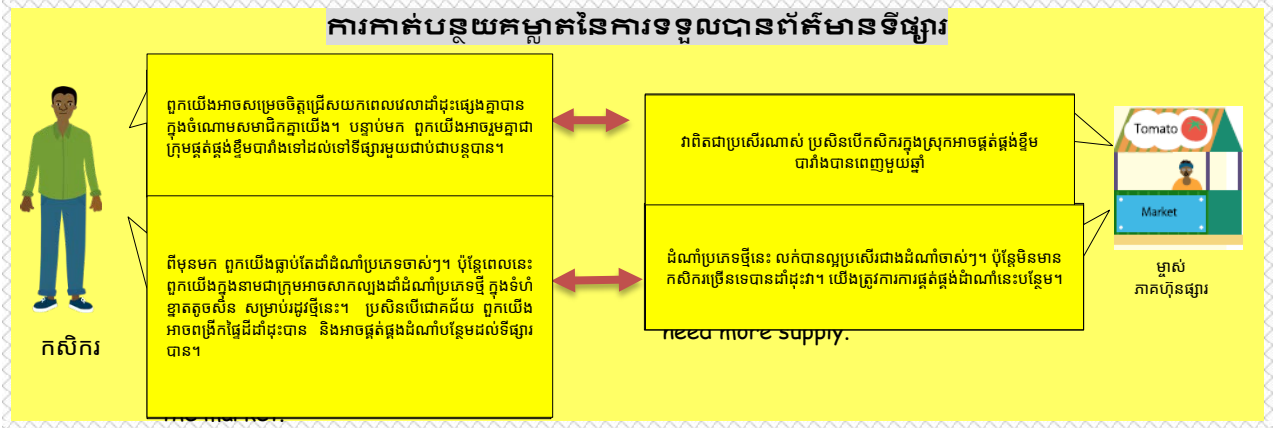 ការកាត់បន្ថយគម្លាតនៃការទទួលបានព័ត៌មានទីផ្សារ
ពួកយើងអាចសម្រេចចិត្តជ្រើសយកពេលវេលាដាំដុះផ្សេងគ្នាបាន
ក្នុងចំណោមសមាជិកគ្នាយើង។ បន្ទាប់មក ពួកយើងអាចរួមគ្នាជា
ក្រុមផ្គត់ផ្គង់ខ្ទឹមបារាំងទៅដល់ទៅទីផ្សារមួយជាប់ជាបន្តបាន។
វាពិតជាប្រសើរណាស់ ប្រសិនបើកសិករក្នុងស្រុកអាចផ្គត់ផ្គង់ខ្ទឹម
បារាំងបានពេញមួយឆ្នាំ
Tomato
Market
ពីមុនមក ពួកយើងធ្លាប់តែដាំដំណាំប្រភេទចាស់ៗ។ ប៉ុន្តែពេលនេះ
ពួកយើងក្នុងនាមជាក្រុមអាចសាកល្បងដាំដំណាំប្រភេទថ្មី ក្នុងទំហំ
ខ្នាតតូចសិន សម្រាប់រដូវថ្មីនេះ។ ប្រសិនបើជោគជ័យ ពួកយើង
អាចពង្រីកផ្ទៃដីដាំដុះបាន និងអាចផ្គត់ផ្គងដំណាំបន្ថែមដល់ទីផ្សារ
បាន។
ដំណាំប្រភេទថ្មីនេះ លក់បានល្អប្រសើរជាងដំណាំចាស់ៗ។ ប៉ុន្តែមិនមាន
កសិករច្រើនទេបានដាំដុះវា។ យើងត្រូវការការផ្គត់ផ្គង់ដំាណាំនេះបន្ថែម។
need more supply.
កសិករ
ម្ចាស់
ភាគហ៊ុនផ្សារ